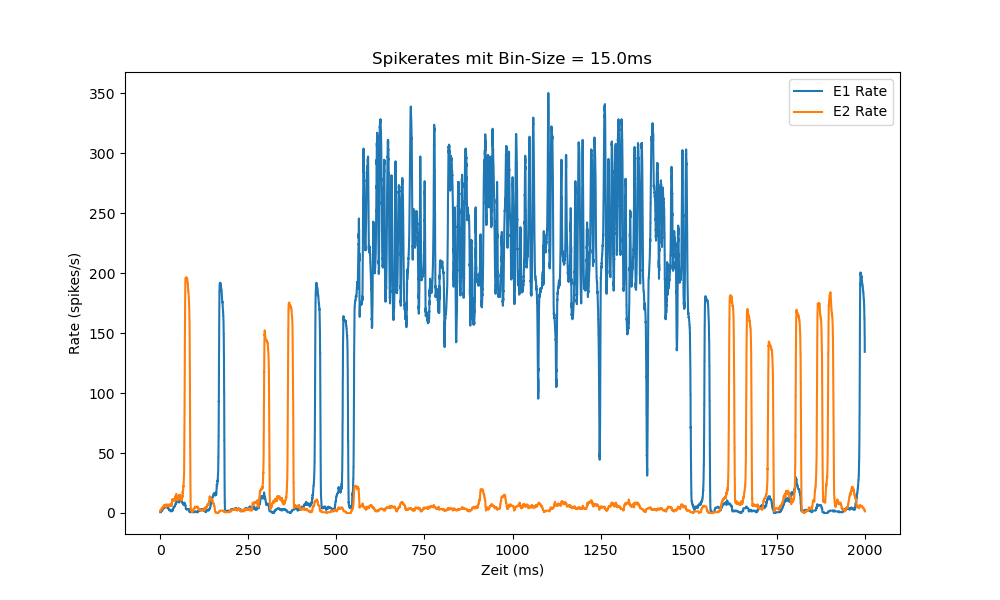 Spikerates mit Bin-Size = 15.0ms
E1 Rate
E2 Rate
350
300
250
200
150
100
50
0
Rate (spikes/s)
0 250 500 750 1000 1250 1500 1750 2000
Zeit (ms)